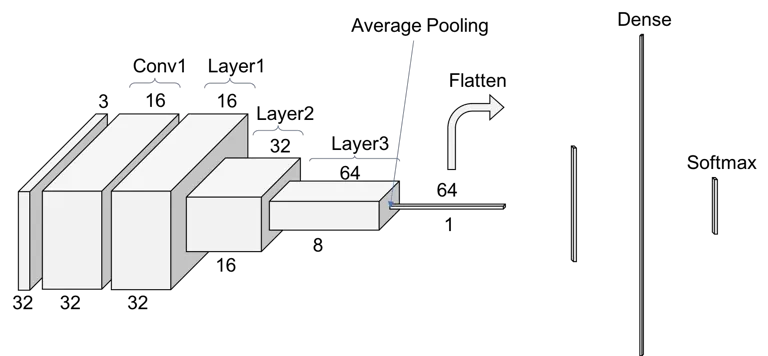 Dense
Average Pooling
Conv1
Layer1
Flatten
3
16
16
Layer2
32
Layer3
64
Softmax
64
1
8
16
32
32
32